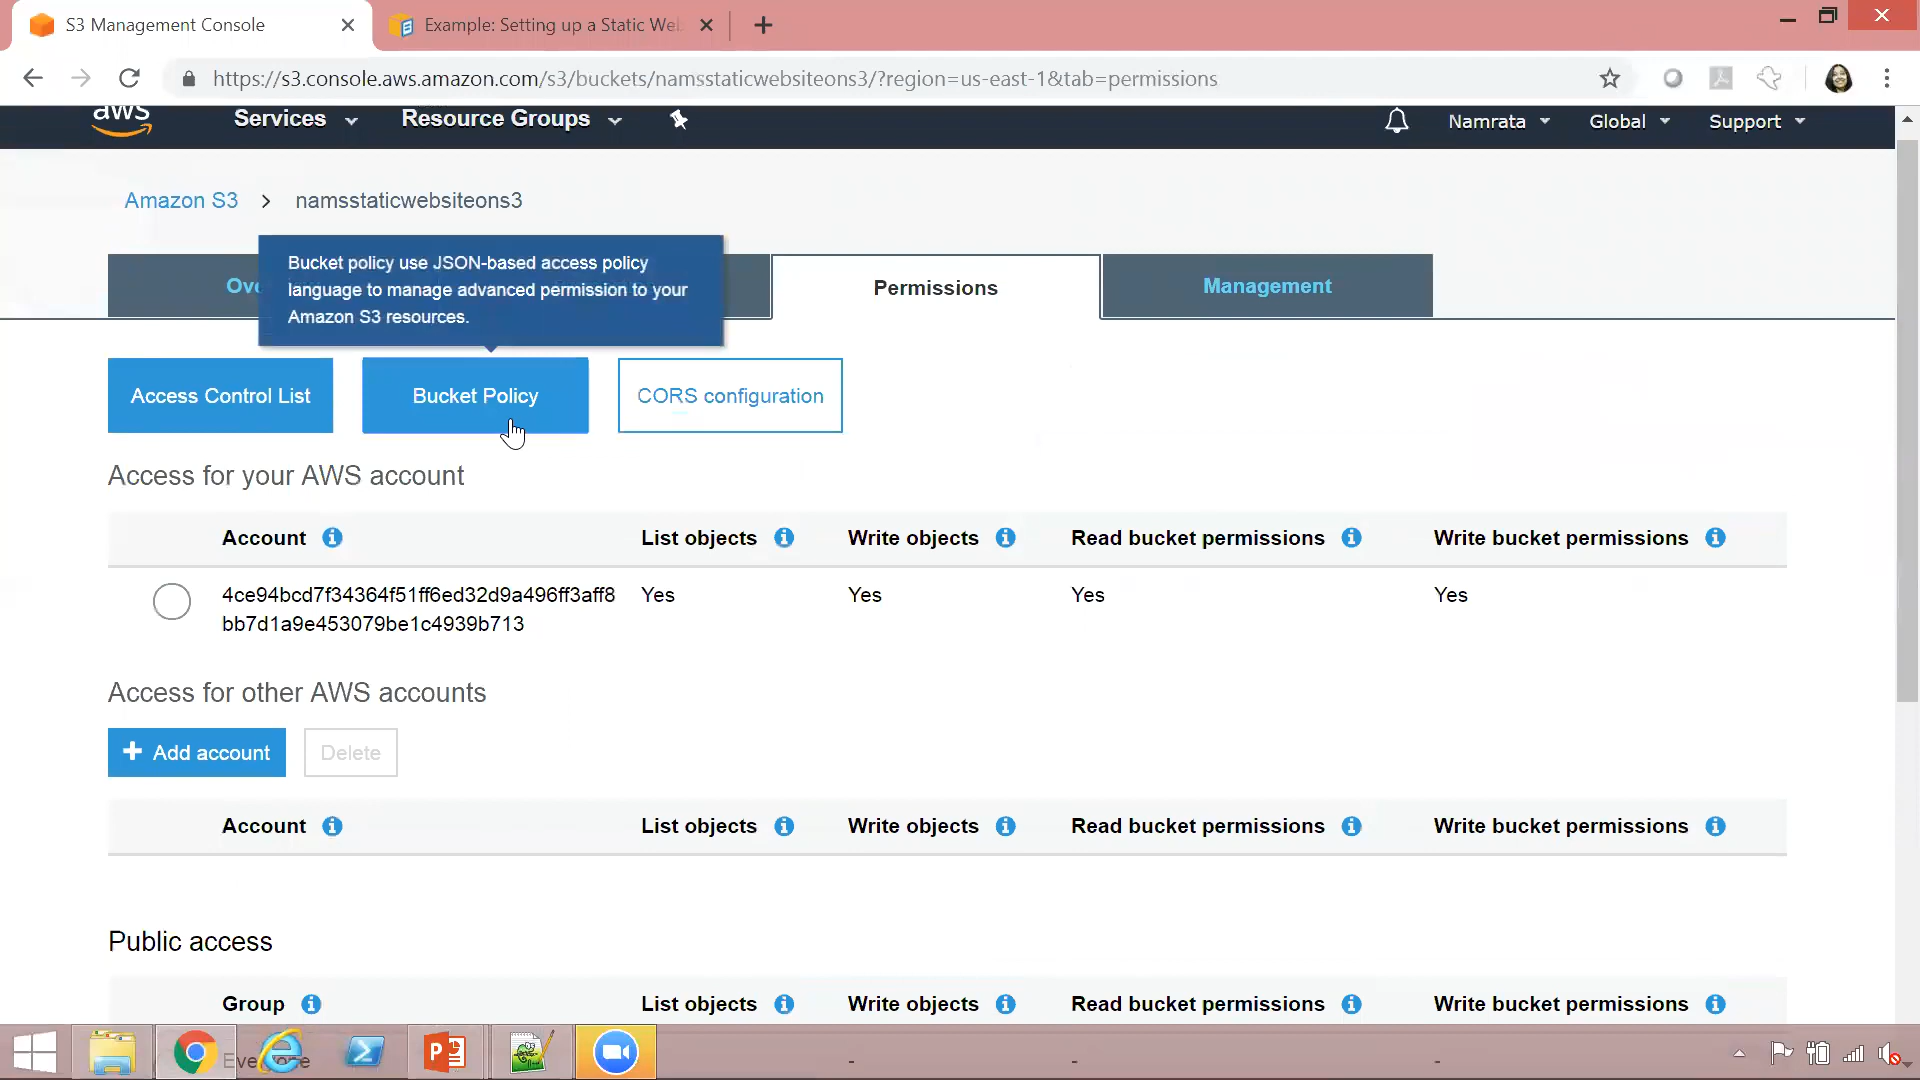 S3 Management Console
Example: Setting up a Static Web
https://s3.console.aws.amazon.com/s3/buckets/namsstaticwebsiteons3/?region=us-east-1&tab=permissions
aws
Services
Resource Groups
Namrata
Global
Support
Amazon S3 > namsstaticwebsiteons3
Bucket policy use JSON-based access policy
language to manage advanced permission to your
Amazon S3 resources.
Permissions
Management
Access Control List
Bucket Policy
CORS configuration
Access for your AWS account
Account List objects Write objects Read bucket permissions Write bucket permissions
4ce94bcd7f34364f51ff6ed32d9a496ff3aff8 Yes Yes Yes Yes
bb7d1a9e453079be1c4939b713
Access for other AWS accounts
+ Add account
Delete
Account List objects Write objects Read bucket permissions Write bucket permissions
Public access
Group List objects Write objects Read bucket permissions Write bucket permissions
- - -